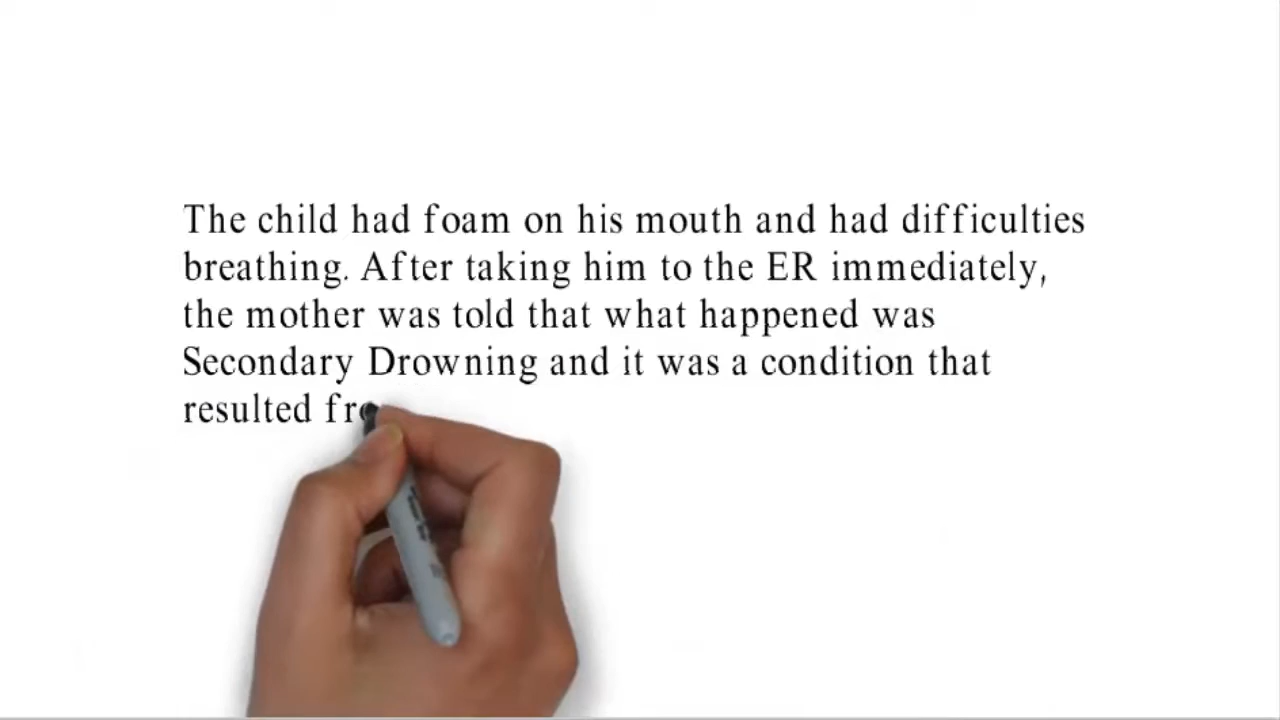 The child had foam on his mouth and had difficulties
breathing. After taking him to the ER immediately,
the mother was told that what happened was
Secondary Drowning and it was a condition that
resulted fro